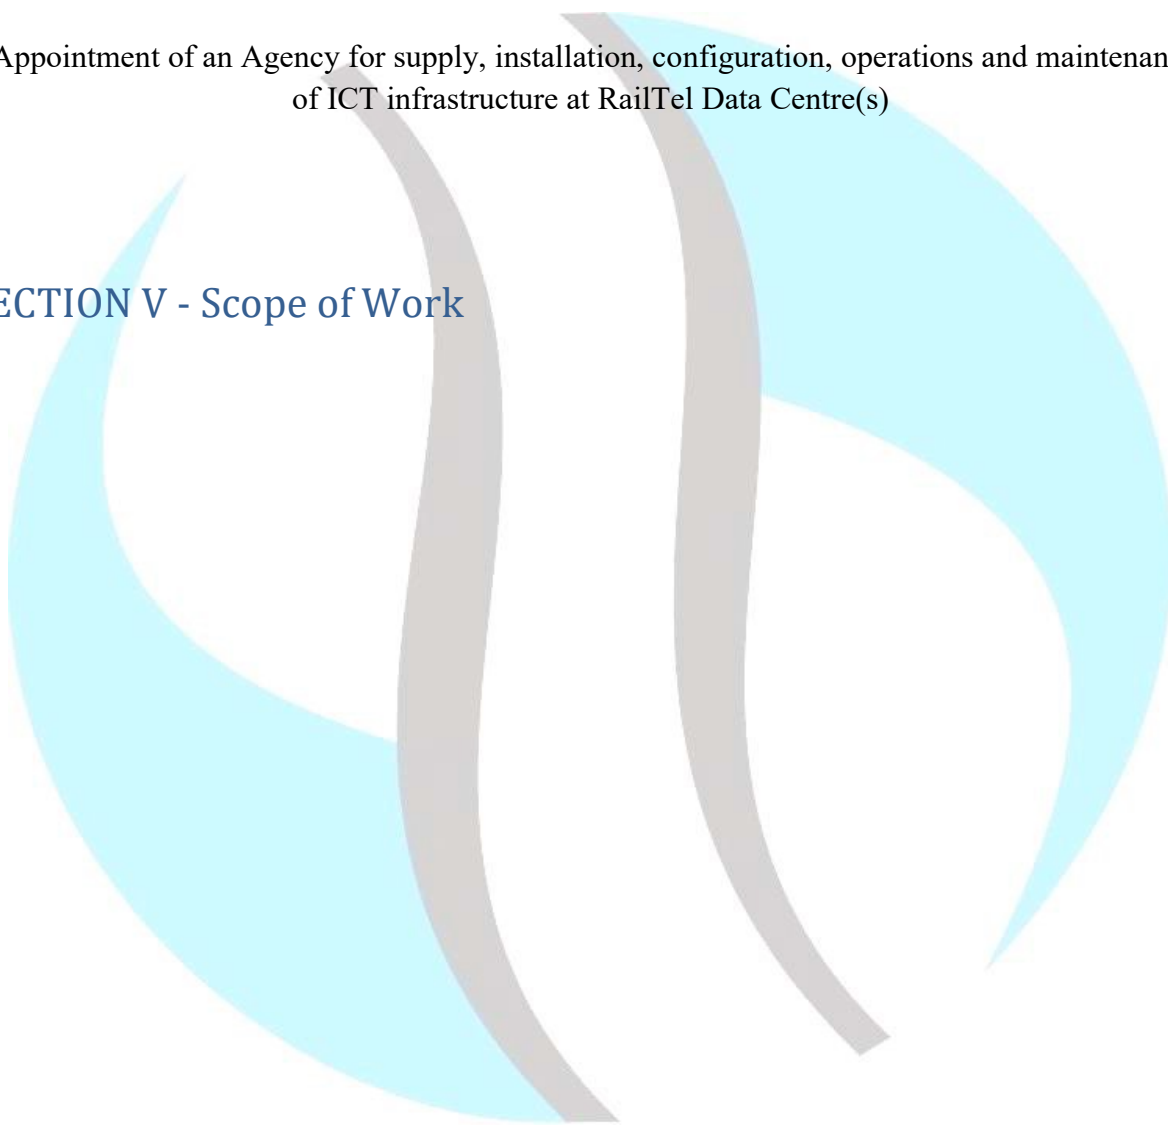 Appointment of an Agency for supply, installation, configuration, operations and maintenan
of ICT infrastructure at RailTel Data Centre(s)
ECTION V - Scope of Work